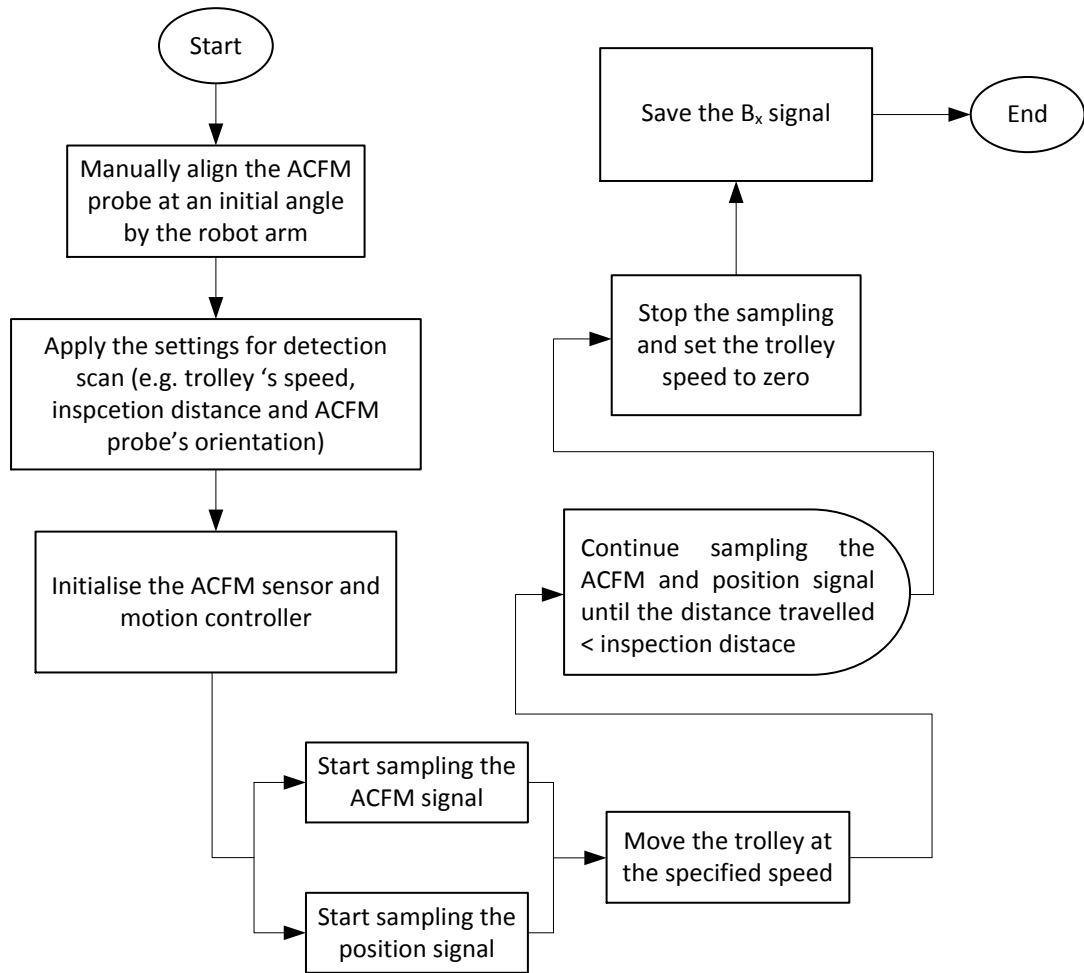 Start
Manually align the ACFM
probe at an initial angle
by the robot arm
Apply the settings for detection
scan (e.g. trolley ‘s speed,
inspcetion distance and ACFM
probe’s orientation)
Initialise the ACFM sensor and
motion controller
Start sampling the
ACFM signal
Start sampling the
position signal
Move the trolley at
the specified speed
Continue sampling the
ACFM and position signal
until the distance travelled
< inspection distace
Stop the sampling
and set the trolley
speed to zero
Save the Bx signal
End